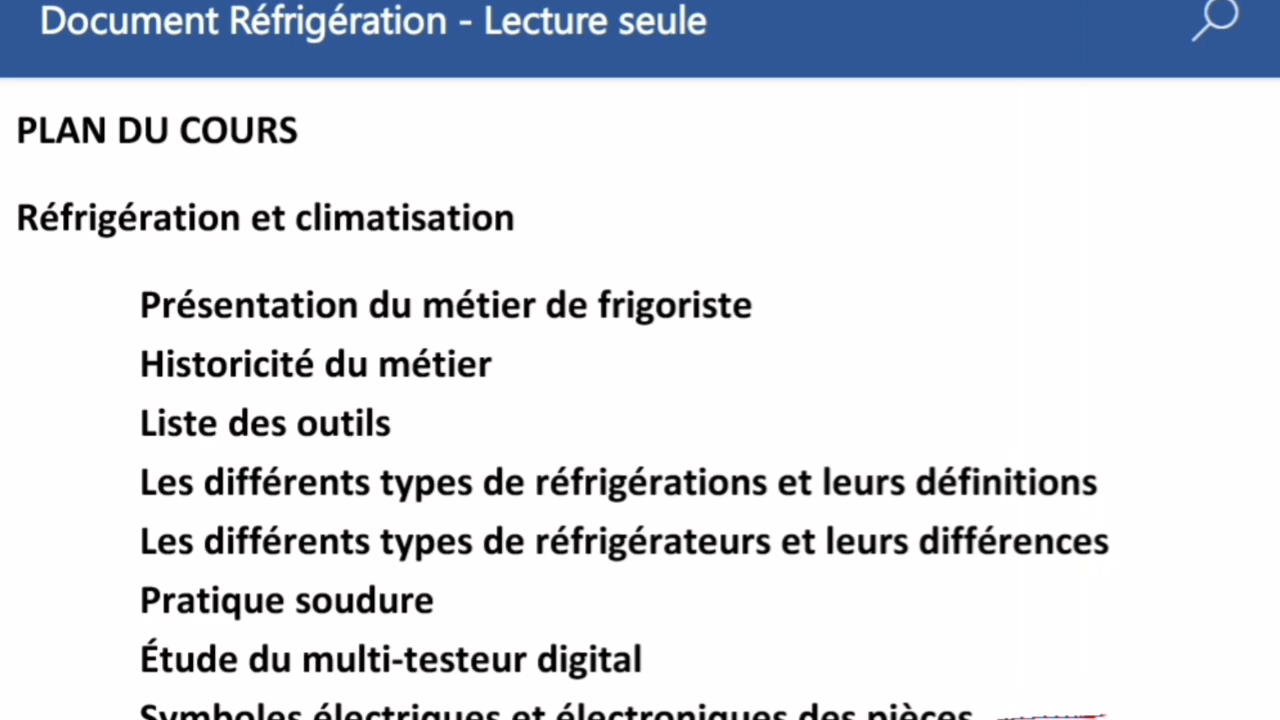 Document Réfrigération - Lecture seule
PLAN DU COURS
Réfrigération et climatisation
Présentation du métier de frigoriste
Historicité du métier
Liste des outils
Les différents types de réfrigérations et leurs définitions
Les différents types de réfrigérateurs et leurs différences
Pratique soudure
Étude du multi-testeur digital
Symboles électriques et électroniques des pièces